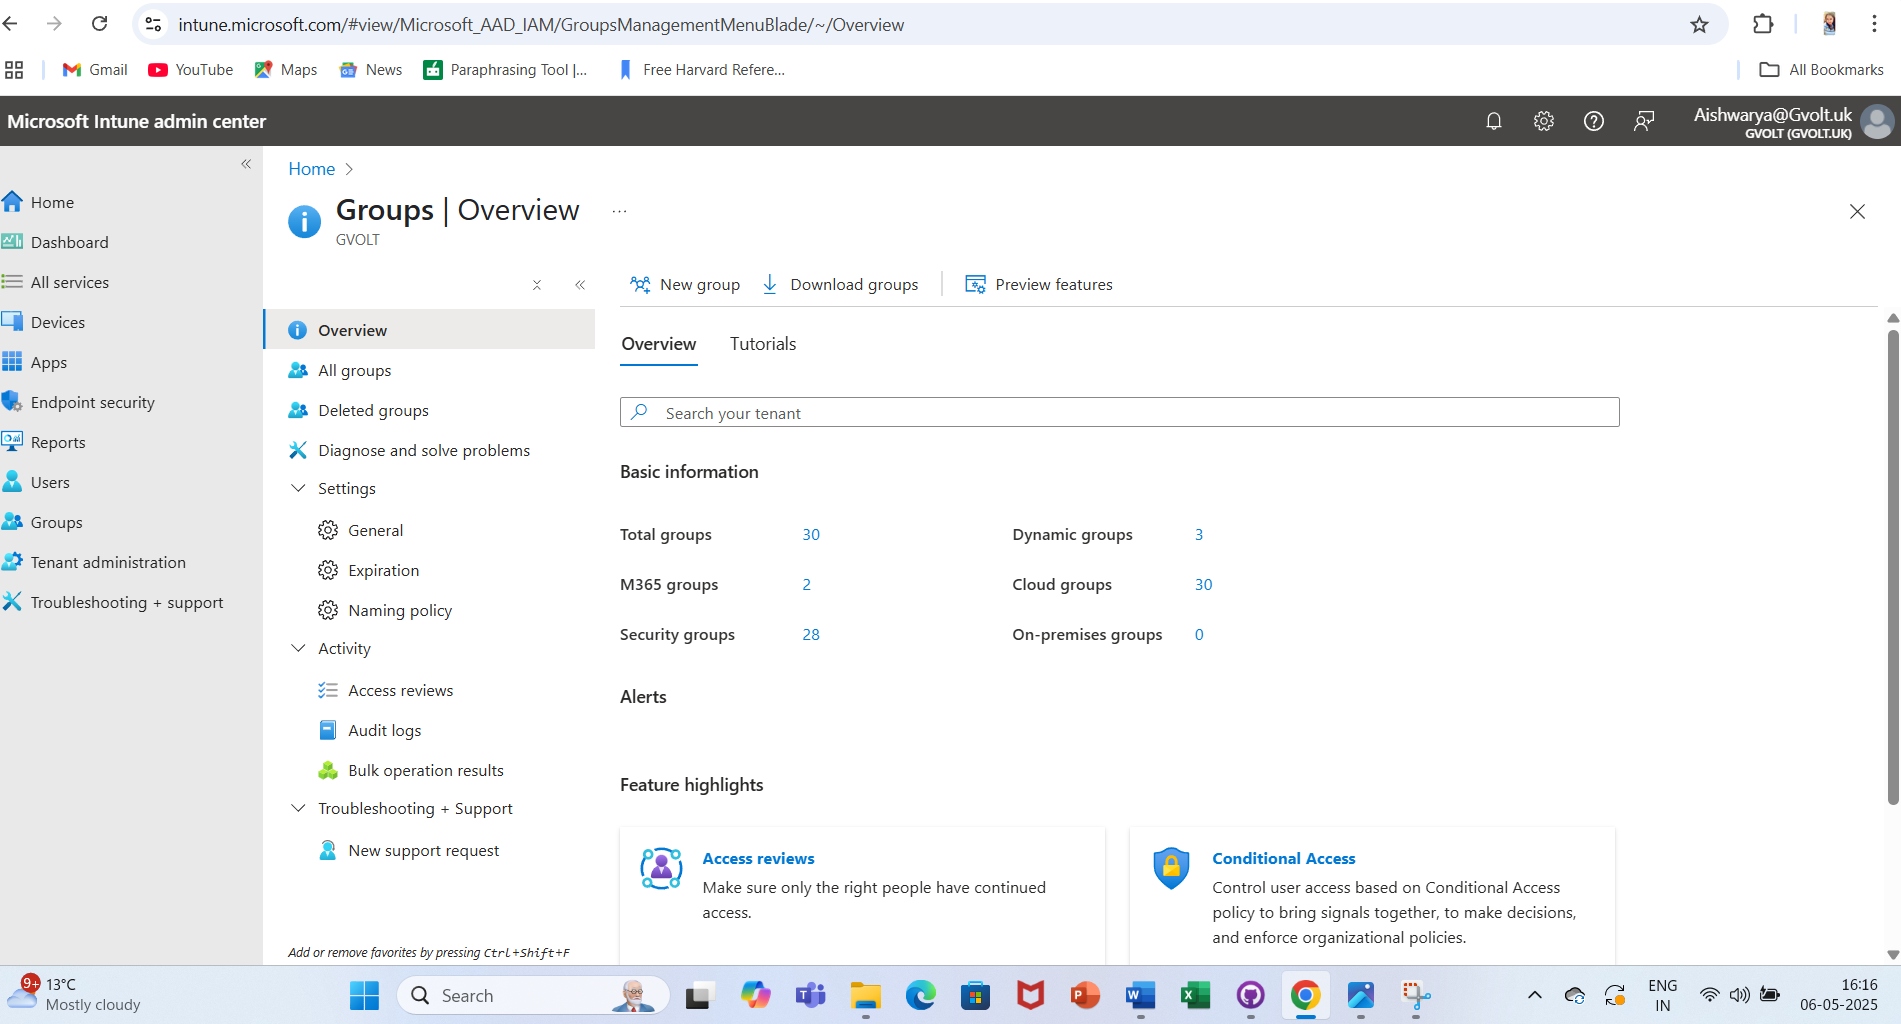 intune.microsoft.com/#view/Microsoft_AAD_IAM/GroupsManagementMenuBlade/~/Overview
Gmail
YouTube
Maps
News
Paraphrasing Tool |...
Free Harvard Refere...
All Bookmarks
Microsoft Intune admin center
Aishwarya@Gvolt.uk
GVOLT (GVOLT.UK)
Home
Dashboard
All services
Devices
Apps
Endpoint security
Reports
Users
Groups
Tenant administration
Troubleshooting + support
Home
Groups | Overview
...
GVOLT
Overview
All groups
Deleted groups
Diagnose and solve problems
Settings
General
Expiration
Naming policy
Activity
Access reviews
Audit logs
Bulk operation results
Troubleshooting + Support
New support request
Add or remove favorites by pressing Ctrl+Shift+F
New group
Download groups
Preview features
Overview
Tutorials
Search your tenant
Basic information
Total groups 30
Dynamic groups 3
M365 groups 2
Cloud groups 30
Security groups 28
On-premises groups 0
Alerts
Feature highlights
Access reviews
Make sure only the right people have continued
access.
Conditional Access
Control user access based on Conditional Access
policy to bring signals together, to make decisions,
and enforce organizational policies.
9+
13°C
Mostly cloudy
Search
ENG
IN
16:16
06-05-2025